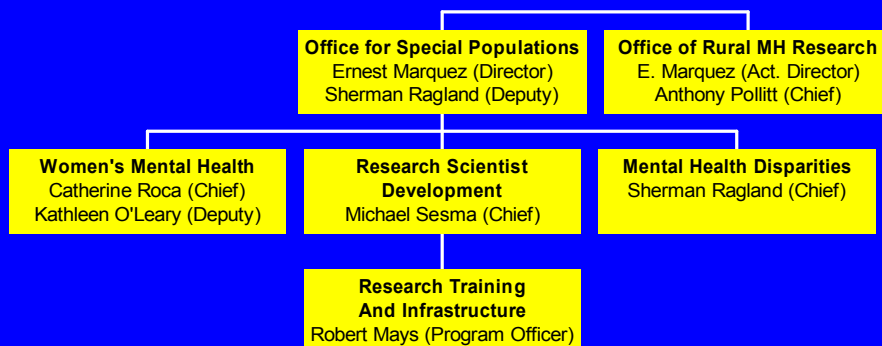 Office for Special Populations
Ernest Marquez (Director)
Sherman Ragland (Deputy)
Office of Rural MH Research
E. Marquez (Act. Director)
Anthony Pollitt (Chief)
Women's Mental Health
Catherine Roca (Chief)
Kathleen O'Leary (Deputy)
Research Scientist
Development
Michael Sesma (Chief)
Mental Health Disparities
Sherman Ragland (Chief)
Research Training
And Infrastructure
Robert Mays (Program Officer)